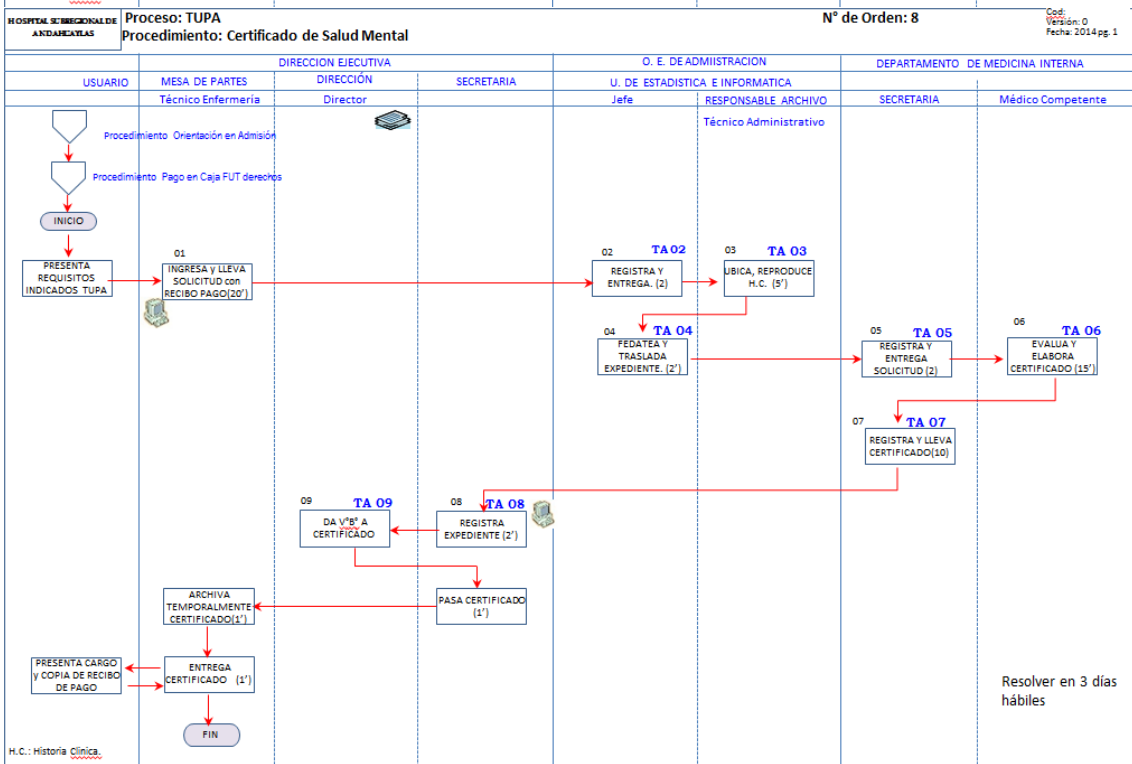 HOSPITAL SUBREGIONAL DE
ANDAHUAYLAS
Proceso: TUPA
Procedimiento: Certificado de Salud Mental
N° de Orden: 8
Cod:
Versión: 0
Fecha: 2014 pg. 1
DIRECCION EJECUTIVA
O. E. DE ADMIISTRACION
DEPARTAMENTO DE MEDICINA INTERNA
USUARIO
MESA DE PARTES
DIRECCIÓN
SECRETARIA
U. DE ESTADISTICA E INFORMATICA
Técnico Enfermería
Director
Jefe
RESPONSABLE ARCHIVO
SECRETARIA
Médico Competente
Técnico Administrativo
Procedimiento Orientación en Admisión
Procedimiento Pago en Caja FUT derechos
INICIO
PRESENTA
REQUISITOS
INDICADOS TUPA
01
INGRESA y LLEVA
SOLICITUD con
RECIBO PAGO(20')
02
TA 02
REGISTRA Y
ENTREGA. (2)
03
TA 03
UBICA, REPRODUCE
H.C. (5')
04
TA 04
FEDATEA Y
TRASLADA
EXPEDIENTE. (2')
05
TA 05
REGISTRA Y
ENTREGA
SOLICITUD (2)
06
TA 06
EVALUA Y
ELABORA
CERTIFICADO (15')
07
TA 07
REGISTRA Y LLEVA
CERTIFICADO(10)
08
TA 08
REGISTRA
EXPEDIENTE (2')
09
TA 09
DA V°B° A
CERTIFICADO
PASA CERTIFICADO
(1')
ARCHIVA
TEMPORALMENTE
CERTIFICADO(1')
ENTREGA
CERTIFICADO (1')
PRESENTA CARGO
y COPIA DE RECIBO
DE PAGO
FIN
Resolver en 3 días
hábiles
H.C.: Historia Clinica.